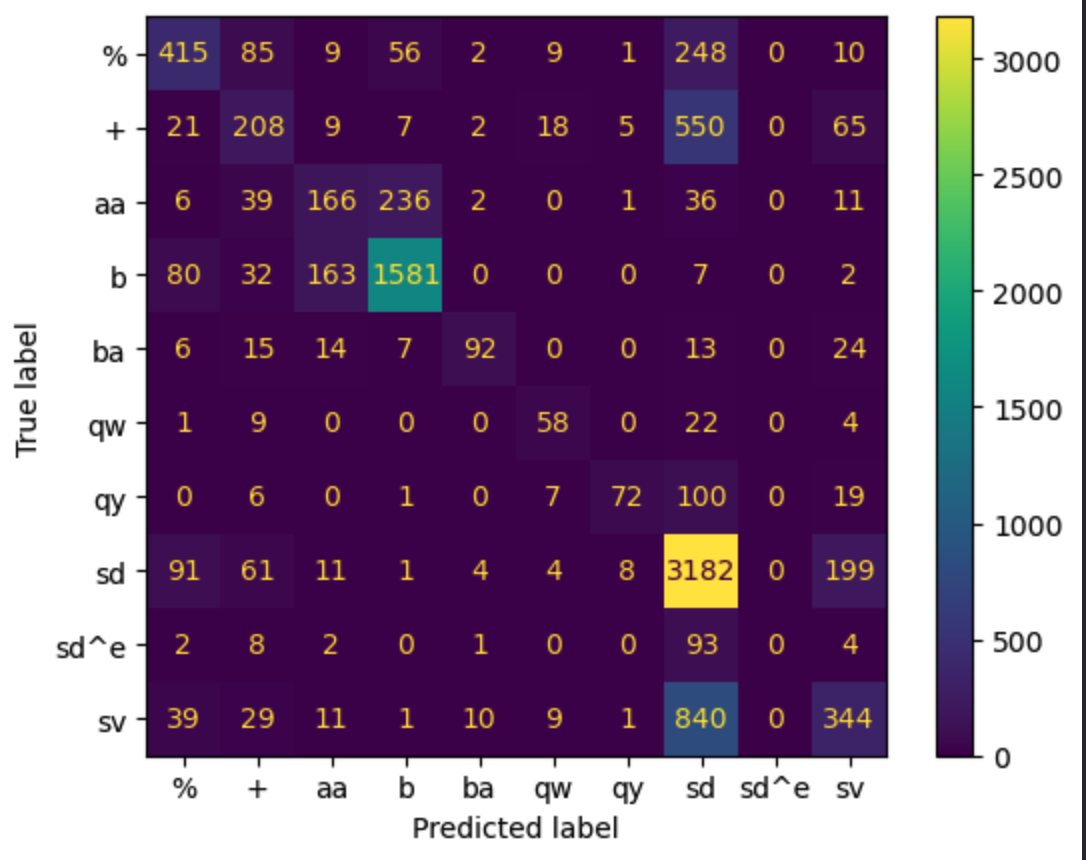 % 415 85 9 56 2 9 1 248 0 10
+ 21 208 9 7 2 18 5 550 0 65
aa 6 39 166 236 2 0 1 36 0 11
b 80 32 163 1581 0 0 0 7 0 2
ba 6 15 14 7 92 0 0 13 0 24
qw 1 9 0 0 0 58 0 22 0 4
qy 0 6 0 1 0 7 72 100 0 19
sd 91 61 11 1 4 4 8 3182 0 199
sd^e 2 8 2 0 1 0 0 93 0 4
sv 39 29 11 1 10 9 1 840 0 344
% + aa b ba qw qy sd sd^e sv
Predicted label
True label
3000
2500
2000
1500
1000
500
0